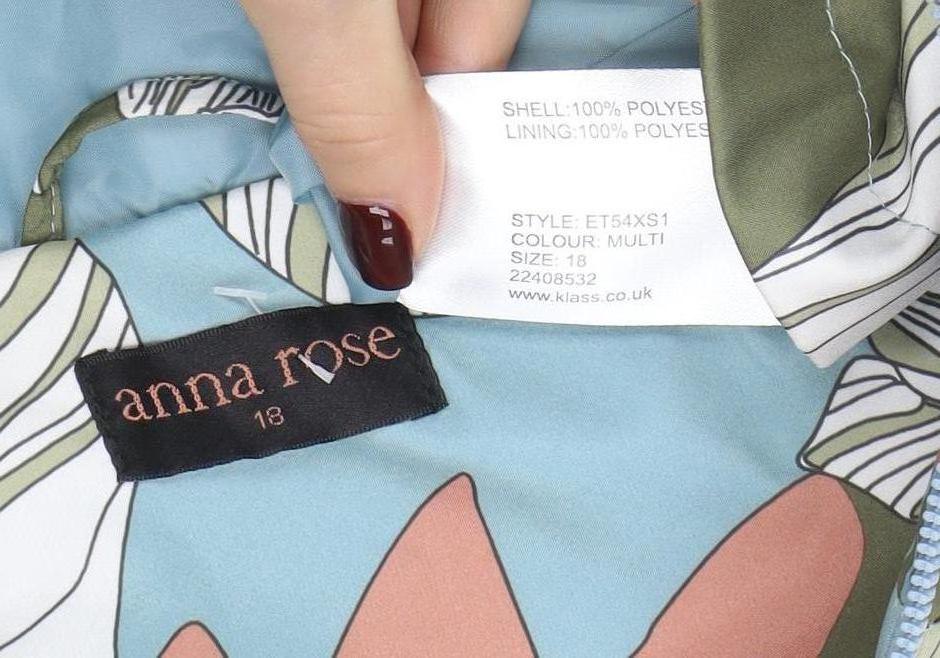 SHELL:100% POLYES
LINING:100% POLYES
STYLE: ET54XS1
COLOUR: MULTI
SIZE: 18
22408532
www.klass.co.uk
anna rose
18